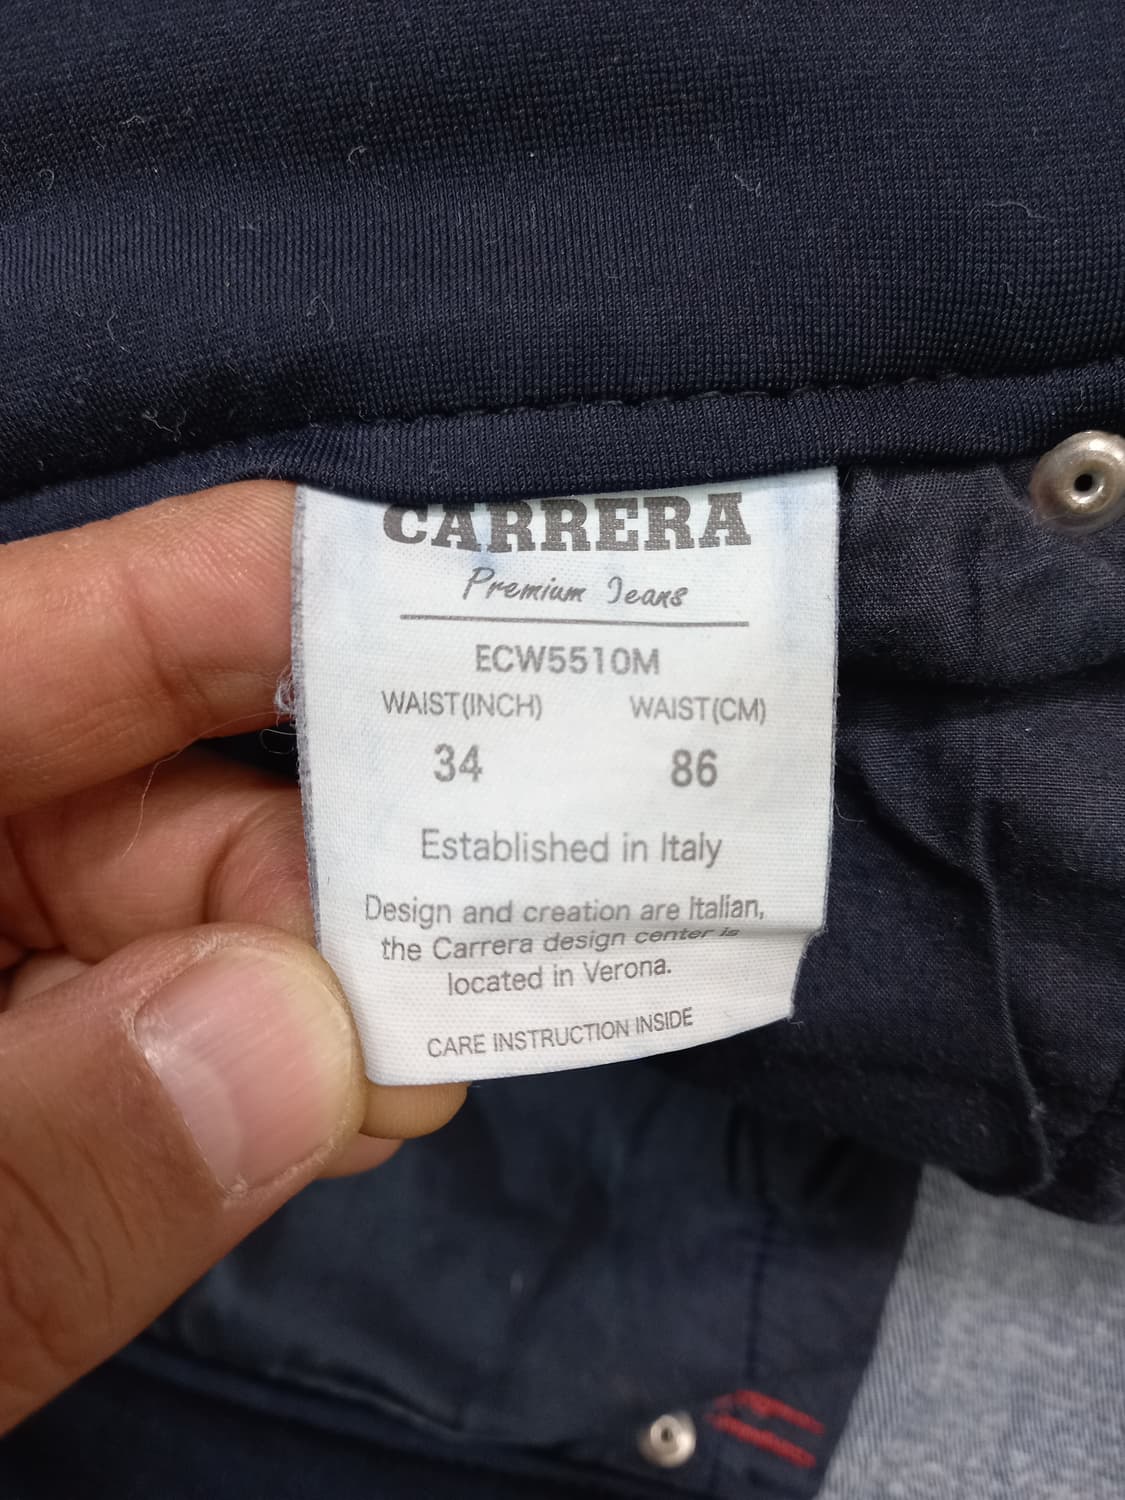 CARRERA
Premium Jeans
ECW5510M
WAIST(INCH) WAIST(CM)
34 86
Established in Italy
Design and creation are Italian,
the Carrera design center is
located in Verona.
CARE INSTRUCTION INSIDE